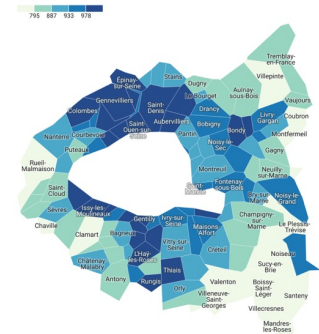 795 887 933 978
Tremblay-
en-France
Épinay-
sur-Seine
Stains
Villepinte
Dugny
Aulnay
sous-Bois
Gennevilliers
Saint-
Denis
Le Bourget
Vaujours
Colombes
Drancy
Livry-
Gargan
Coubron
Aubervilliers
Bobigny
Saint-
Ouen-sur-
Seine
Bondy
Montfermeil
Nanterre
Courbevoie
Pantin
Noisy-le-
Sec
Puteaux
Gagny
Rueil-
Malmaison
Montreuil
Neuilly
sur-Marne
Saint-
Cloud
Fontenay
sous-Bois
Saint-
Bry-sur-
Marne
Noisy-le-
Grand
Sèvres
Issy-les-
Moulineaux
Gentilly
Ivry-sur-
Seine
Champigny-
sur-
Marne
Chaville
Clamart
Bagneux
Maisons-
Alfort
Le Plessis-
Trévise
Vitry-sur
Seine
Créteil
Châtenay
Malabry
L'Haÿ-
les-Roses
Noiseau
Thiais
Sucy-en-
Brie
Antony
Rungis
Orly
Valenton
Boissy-
Saint-
Léger
Villeneuve-
Saint-
Georges
Santeny
Villecresnes
Mandres-
les-Roses